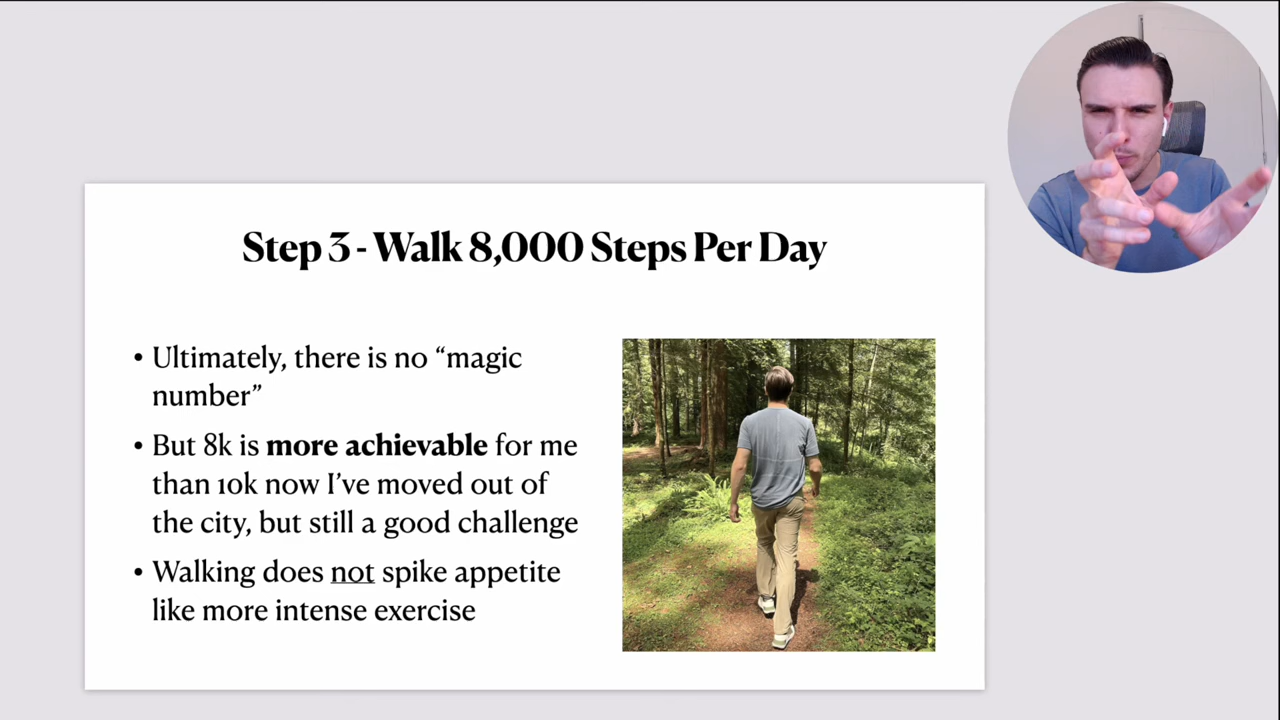 Step 3 - Walk 8,000 Steps Per Day
• Ultimately, there is no “magic
number”
• But 8k is more achievable for me
than 10k now I’ve moved out of
the city, but still a good challenge
• Walking does not spike appetite
like more intense exercise